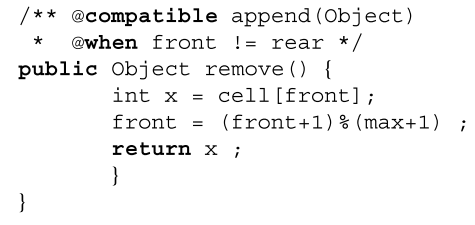 /** @compatible append(Object)
 *   @when front != rear */
public Object remove() {
        int x = cell[front];
        front = (front+1)%(max+1) ;
        return x ;
        }
}